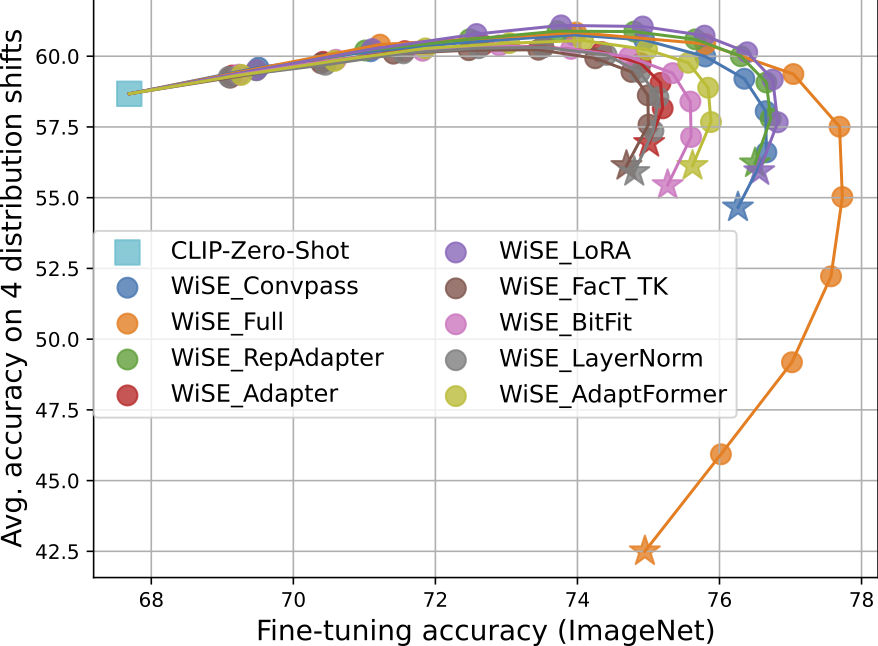 Avg. accuracy on 4 distribution shifts
60.0
57.5
55.0
52.5
50.0
47.5
45.0
42.5
CLIP-Zero-Shot
WiSE_Convpass
WiSE_Full
WiSE_RepAdapter
WiSE_Adapter
WiSE_LoRA
WiSE_FacT_TK
WiSE_BitFit
WiSE_LayerNorm
WiSE_AdaptFormer
68 70 72 74 76 78
Fine-tuning accuracy (ImageNet)